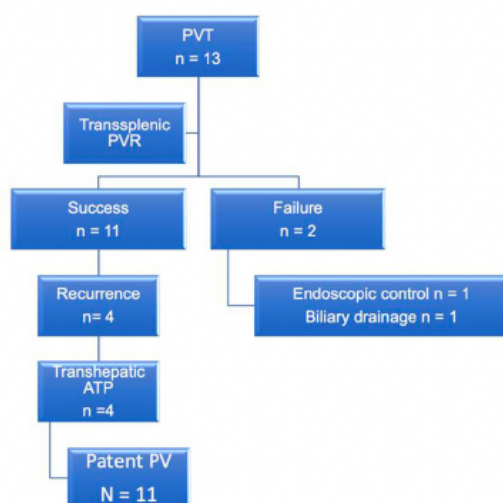 PVT
n = 13
Transsplenic
PVR
Success
n = 11
Failure
n = 2
Recurrence
n= 4
Endoscopic control n = 1
Biliary drainage n = 1
Transhepatic
ATP
n =4
Patent PV
N = 11